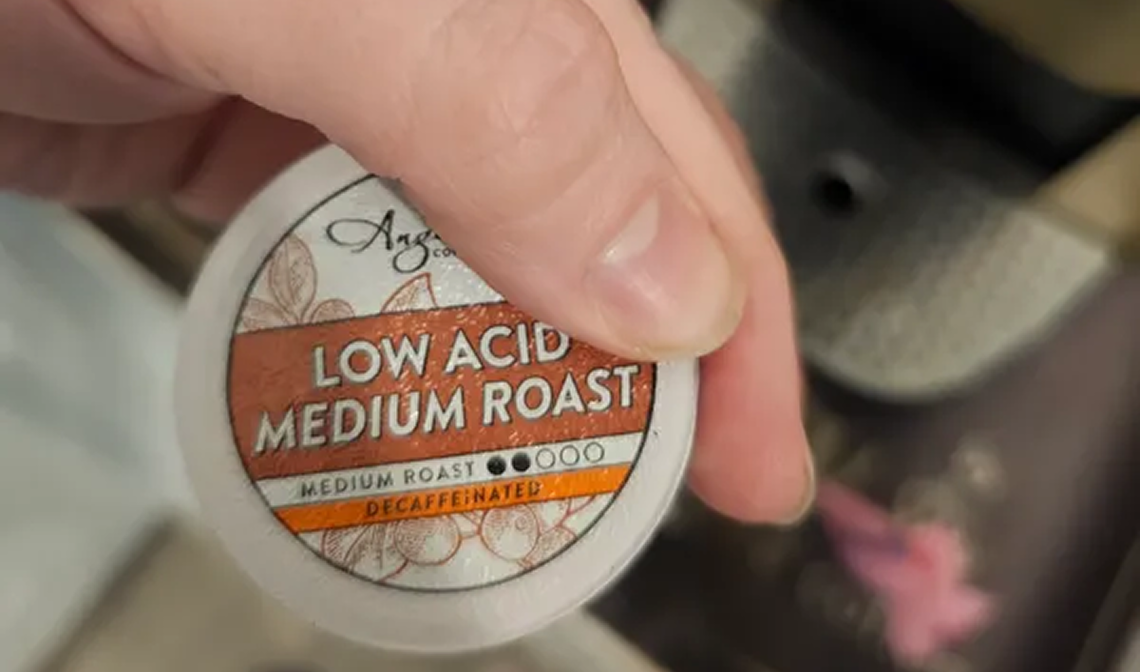 LOW ACID
MEDIUM ROAST
MEDIUM ROAST
DECAFFEINATED